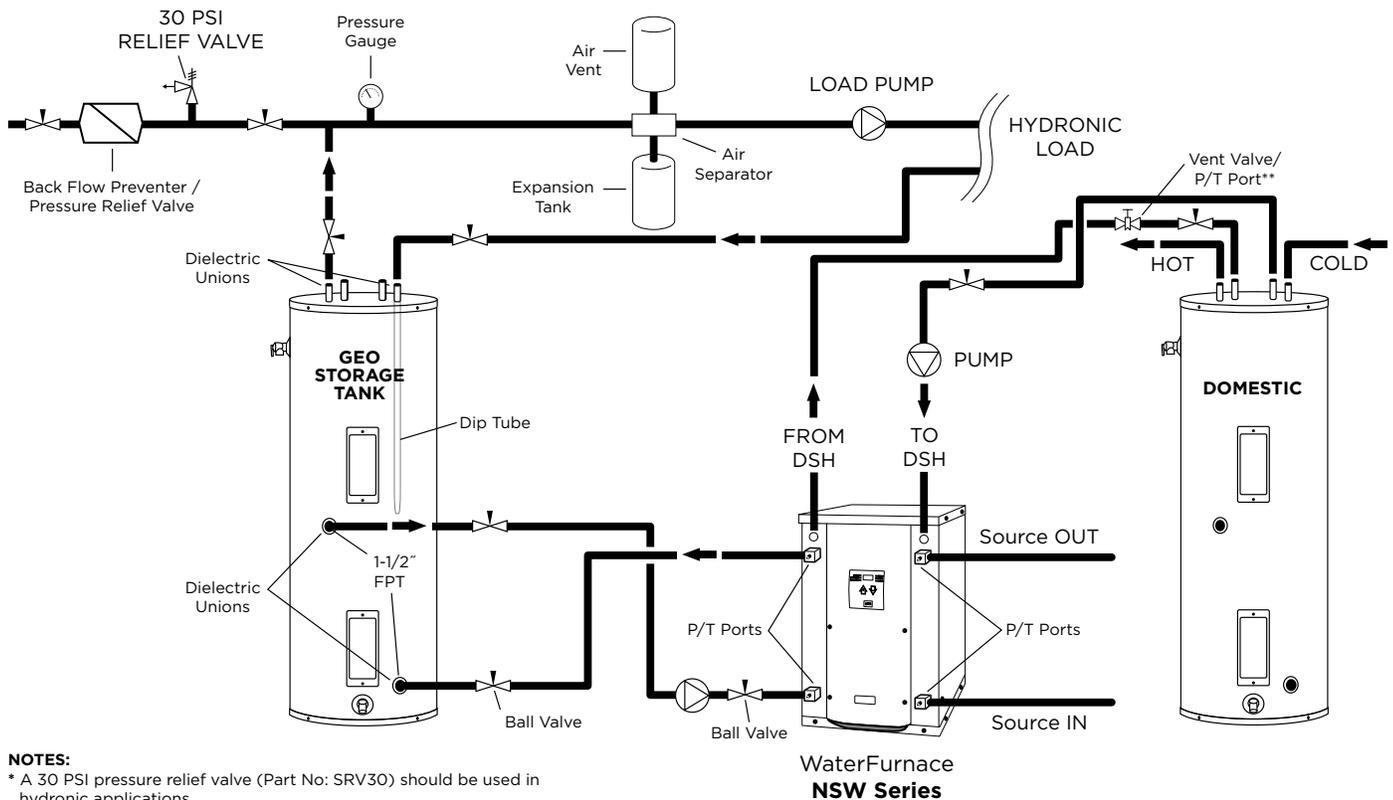 30 PSI
RELIEF VALVE
Pressure
Gauge
Air
Vent
LOAD PUMP
HYDRONIC
LOAD
Air
Separator
Back Flow Preventer /
Pressure Relief Valve
Expansion
Tank
Vent Valve/
P/T Port**
Dielectric
Unions
HOT
COLD
GEO
STORAGE
TANK
PUMP
DOMESTIC
Dip Tube
FROM
DSH
TO
DSH
Source OUT
1-1/2˝
FPT
Dielectric
Unions
P/T Ports
P/T Ports
Ball Valve
Ball Valve
Source IN
NOTES:
* A 30 PSI pressure relief valve (Part No: SRV30) should be used in
hydronic applications.
WaterFurnace
NSW Series